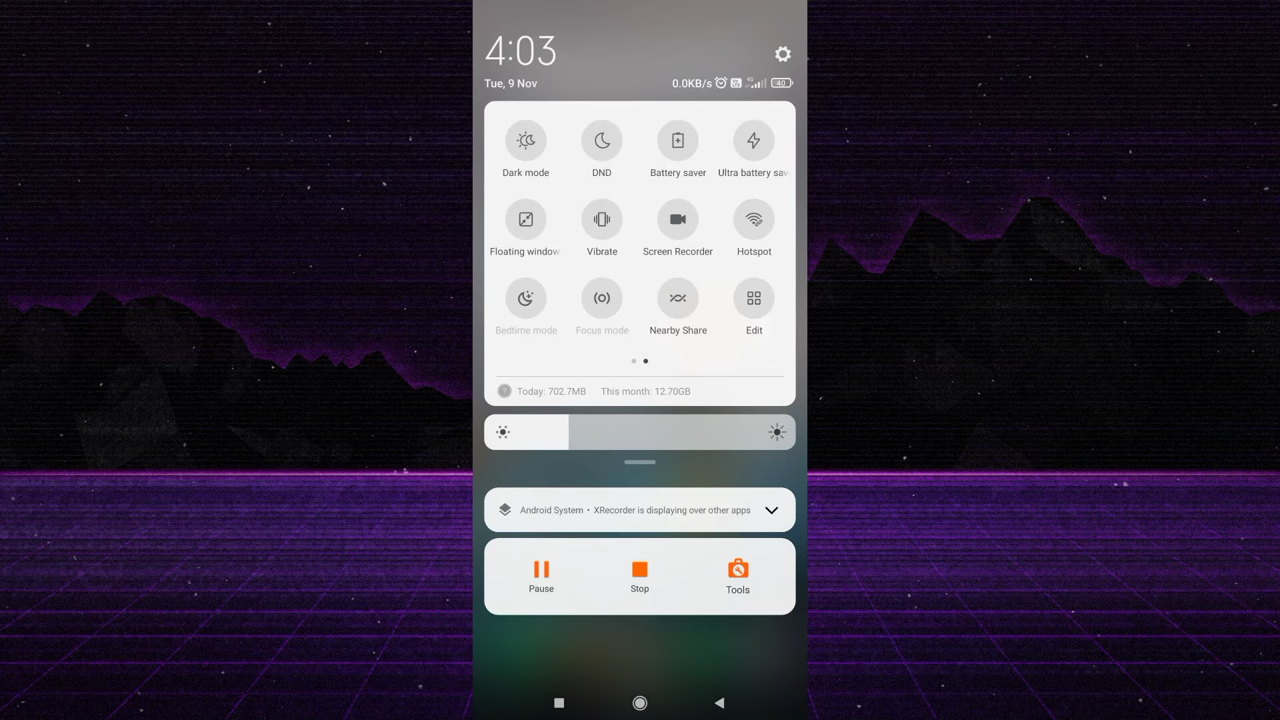 4:03
Tue, 9 Nov
0.0KB/s 4G 40
Dark mode
DND
Battery saver
Ultra battery sav
Floating window
Vibrate
Screen Recorder
Hotspot
Bedtime mode
Focus mode
Nearby Share
Edit
Today: 702.7MB This month: 12.70GB
Android System • XRecorder is displaying over other apps
Pause
Stop
Tools